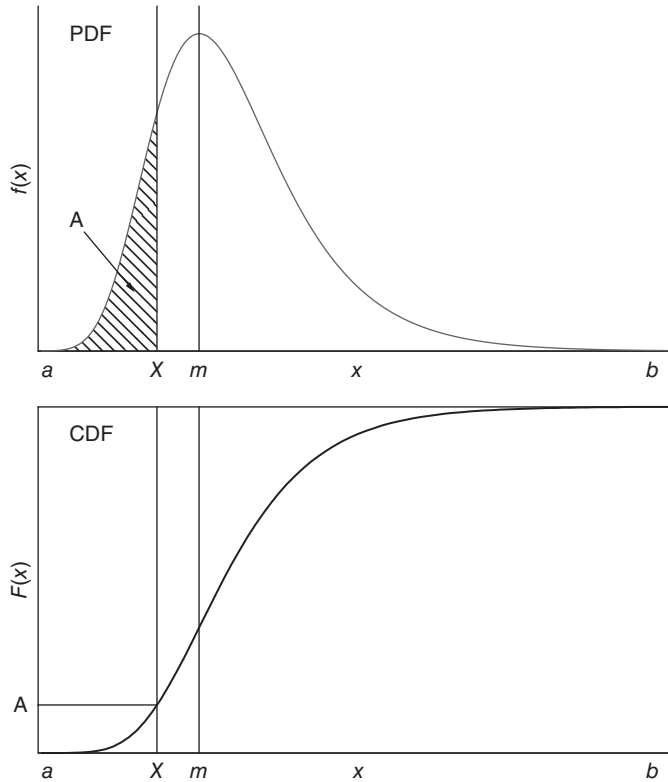 PDF
f(x)
A
a X m x b
CDF
F(x)
A
a X m x b